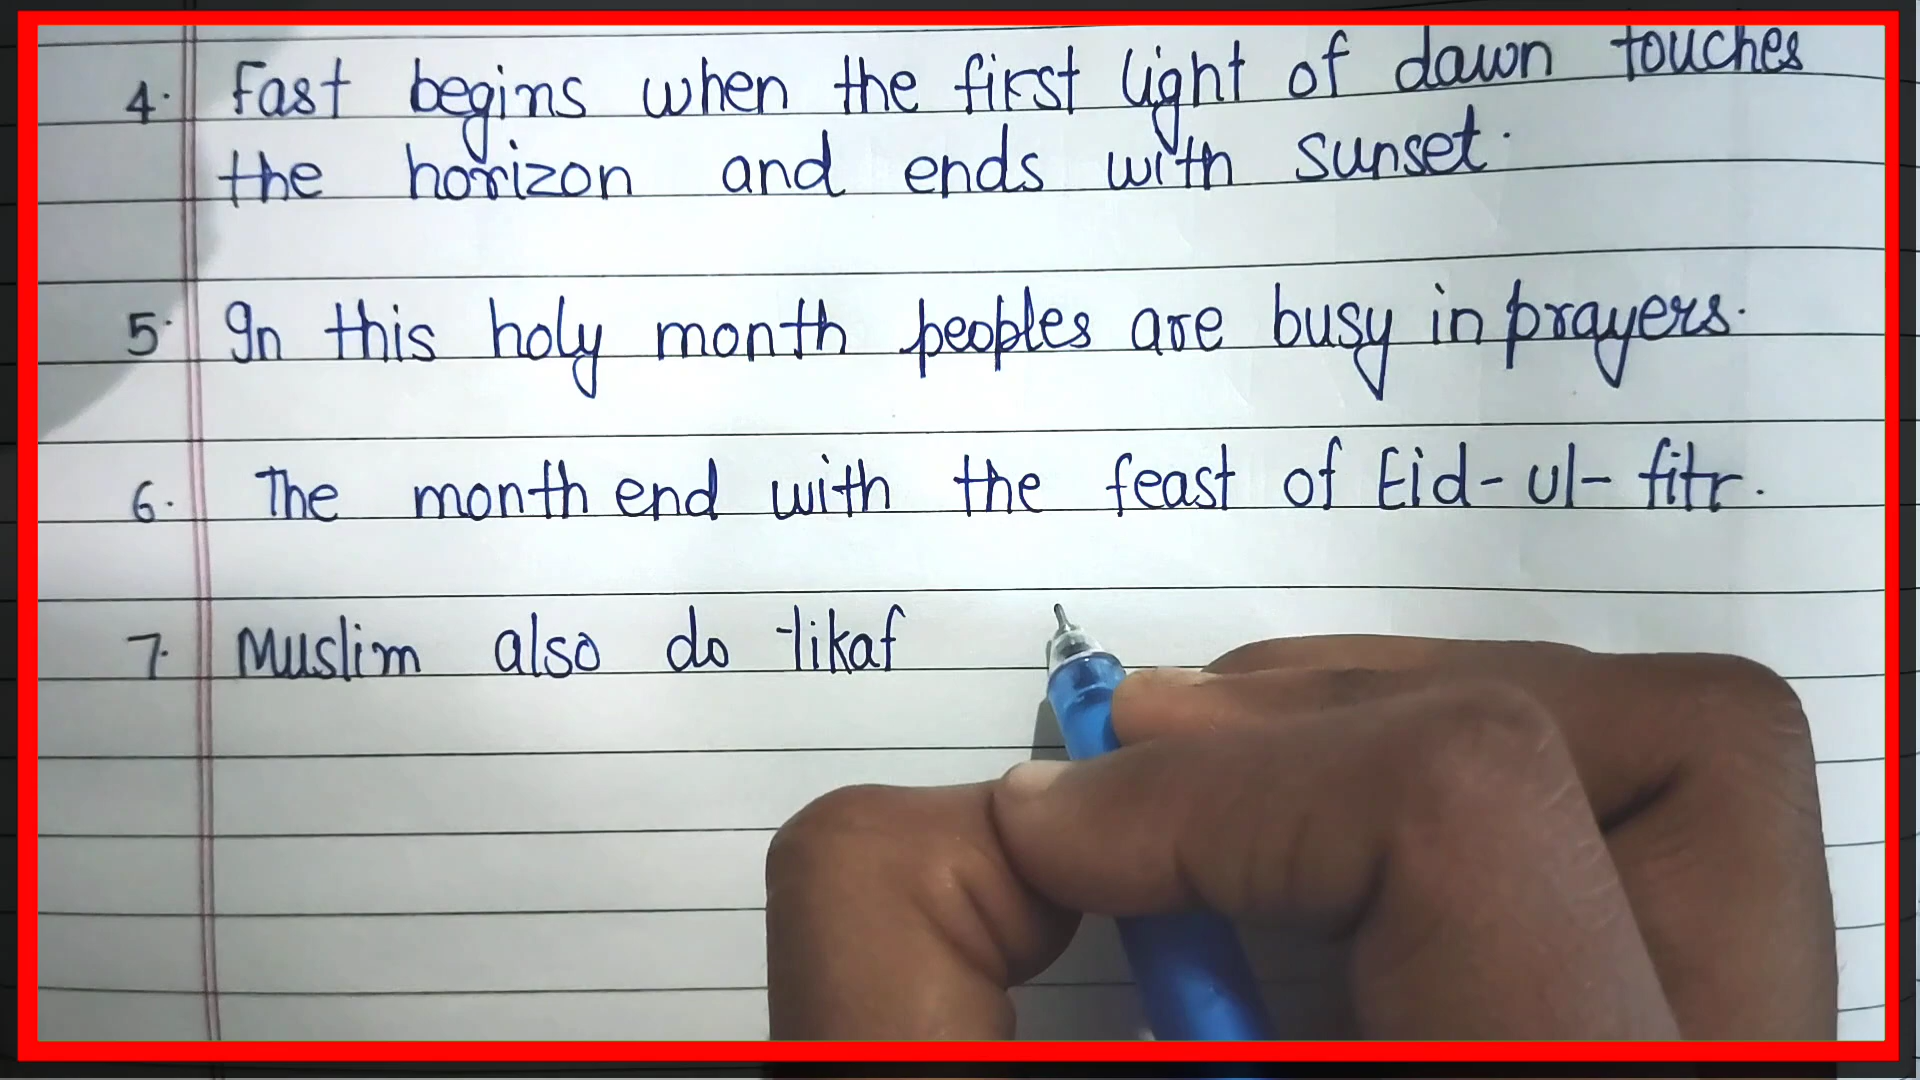 4. Fast begins when the first light of dawn touches
the horizon and ends with sunset.
5. In this holy month peoples are busy in prayers.
6. The month end with the feast of Eid-ul-fitr.
7. Muslim also do tikaf